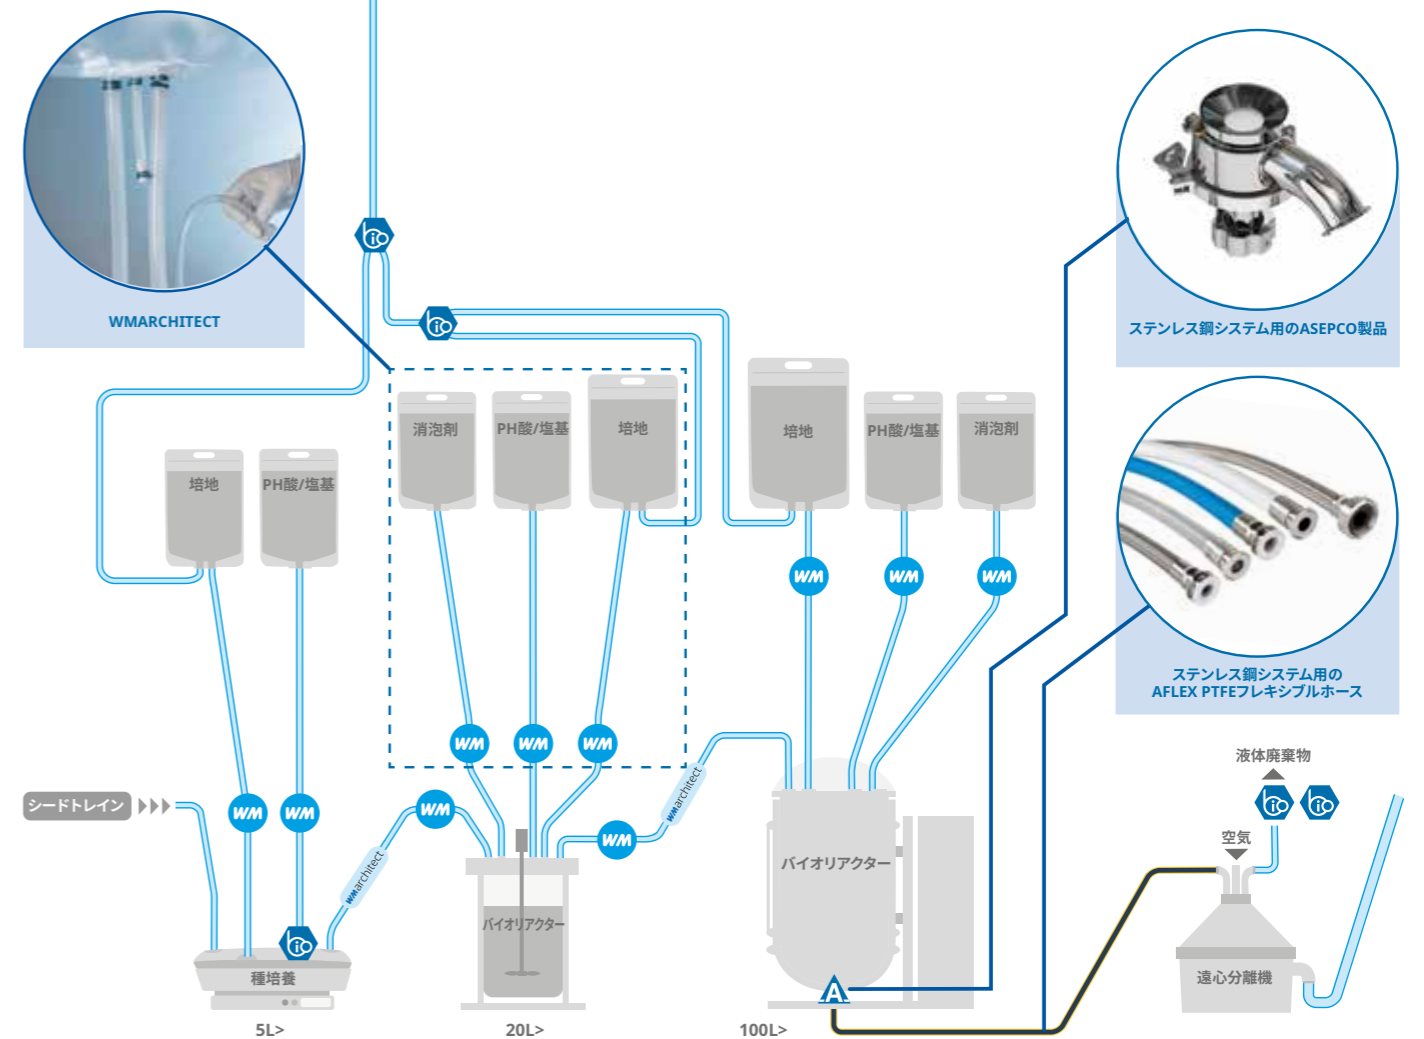 WMARCHITECT
ステンレス鋼システム用のASEPCO製品
ステンレス鋼システム用の
AFLEX PTFEフレキシブルホース
bio
bio
消泡剤
PH酸/塩基
培地
培地
PH酸/塩基
消泡剤
培地
PH酸/塩基
WM
WM
WM
WM
WM
WM
WM
WM
WM
WM
WMarchitect
WMarchitect
シードトレイン
bio
種培養
バイオリアクター
バイオリアクター
A
液体廃棄物
bio
bio
空気
遠心分離機
5L>
20L>
100L>